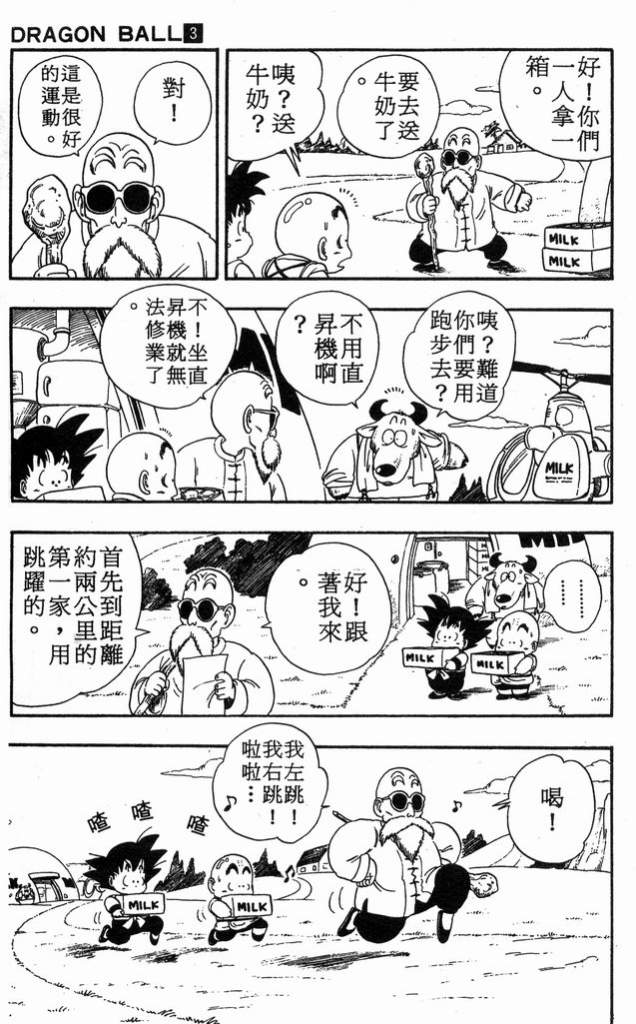 DRAGON BALL 3
好！你們
一人拿一
箱。
要去送
牛奶了
。
咦？送
牛奶？
MILK
MILK
對！
這是很好
的運動。
咦？難道
你們要用
跑步去？
不用直
昇機啊
？
不！坐直
昇機就無
法修業了
。
MILK
………
MILK
MILK
MILK
好！跟
著我來
。
首先到距離
約兩公里的
第一家，用
跳躍的。
喝！
我左跳！
我右跳！
啦啦…
喳
喳
喳
MILK
MILK